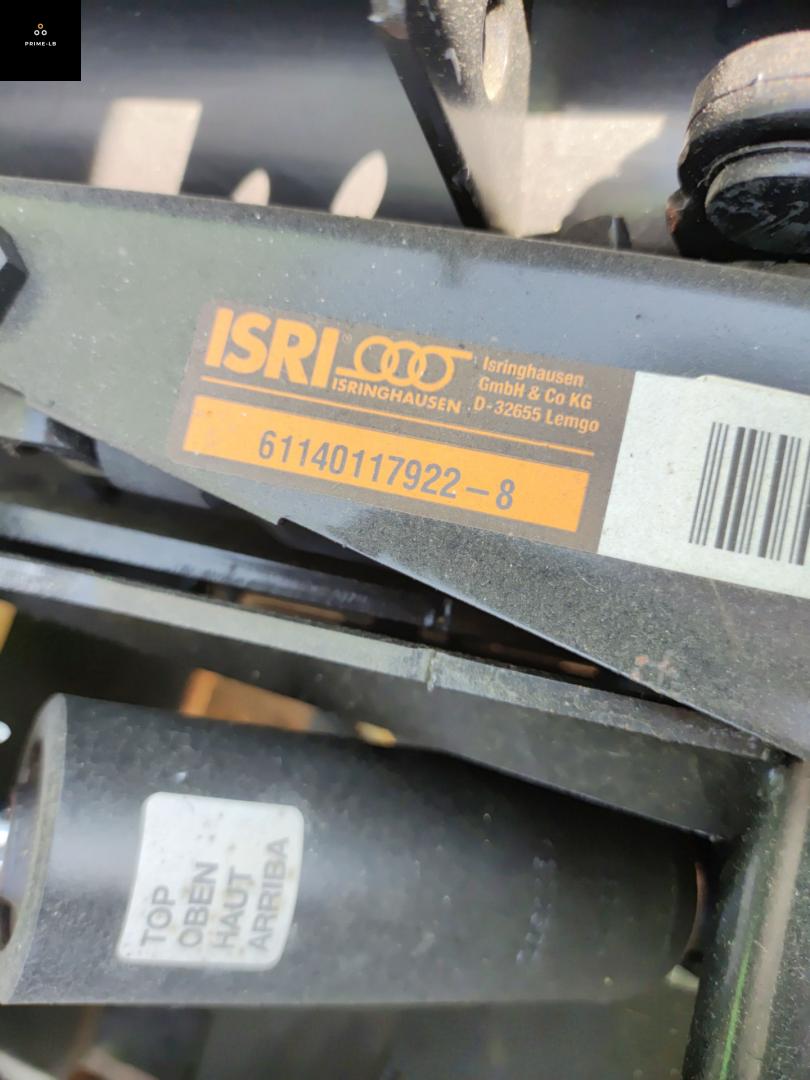 PRIME-LB
ISRI®
ISRINGHAUSEN
Isringhausen
GmbH & Co KG
D-32655 Lemgo
61140117922-8
TOP
OBEN
HAUT
ARRIBA